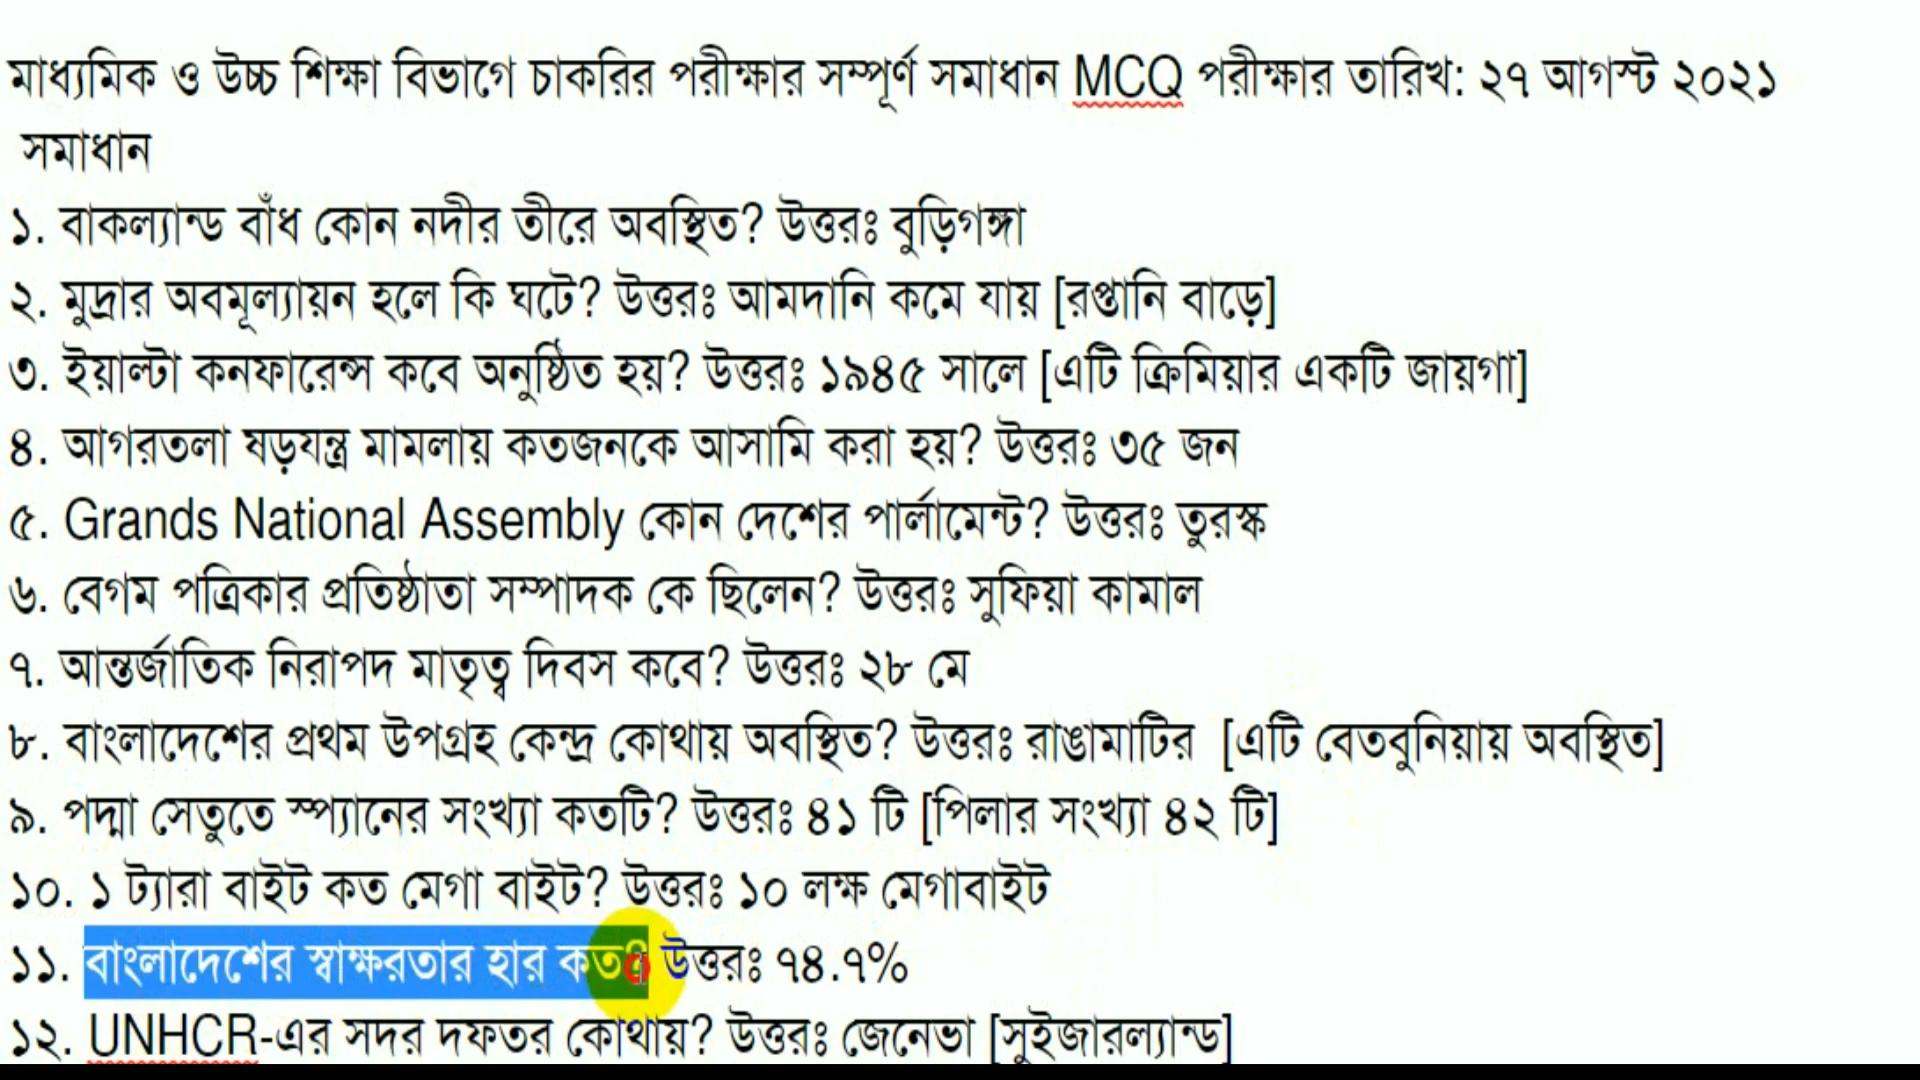 মাধ্যমিক ও উচ্চ শিক্ষা বিভাগে চাকরির পরীক্ষার সম্পূর্ণ সমাধান MCQ পরীক্ষার তারিখ: ২৭ আগস্ট ২০২১
সমাধান
১. বাকল্যান্ড বাঁধ কোন নদীর তীরে অবস্থিত? উত্তরঃ বুড়িগঙ্গা
২. মুদ্রার অবমূল্যায়ন হলে কি ঘটে? উত্তরঃ আমদানি কমে যায় [রপ্তানি বাড়ে]
৩. ইয়াল্টা কনফারেন্স কবে অনুষ্ঠিত হয়? উত্তরঃ ১৯৪৫ সালে [এটি ক্রিমিয়ার একটি জায়গা]
৪. আগরতলা ষড়যন্ত্র মামলায় কতজনকে আসামি করা হয়? উত্তরঃ ৩৫ জন
৫. Grands National Assembly কোন দেশের পার্লামেন্ট? উত্তরঃ তুরস্ক
৬. বেগম পত্রিকার প্রতিষ্ঠাতা সম্পাদক কে ছিলেন? উত্তরঃ সুফিয়া কামাল
৭. আন্তর্জাতিক নিরাপদ মাতৃত্ব দিবস কবে? উত্তরঃ ২৮ মে
৮. বাংলাদেশের প্রথম উপগ্রহ কেন্দ্র কোথায় অবস্থিত? উত্তরঃ রাঙামাটির [এটি বেতবুনিয়ায় অবস্থিত]
৯. পদ্মা সেতুতে স্প্যানের সংখ্যা কতটি? উত্তরঃ ৪১ টি [পিলার সংখ্যা ৪২ টি]
১০. ১ ট্যারা বাইট কত মেগা বাইট? উত্তরঃ ১০ লক্ষ মেগাবাইট
১১. বাংলাদেশের স্বাক্ষরতার হার কত? উত্তরঃ ৭৪.৭%
১২. UNHCR-এর সদর দফতর কোথায়? উত্তরঃ জেনেভা [সুইজারল্যান্ড]